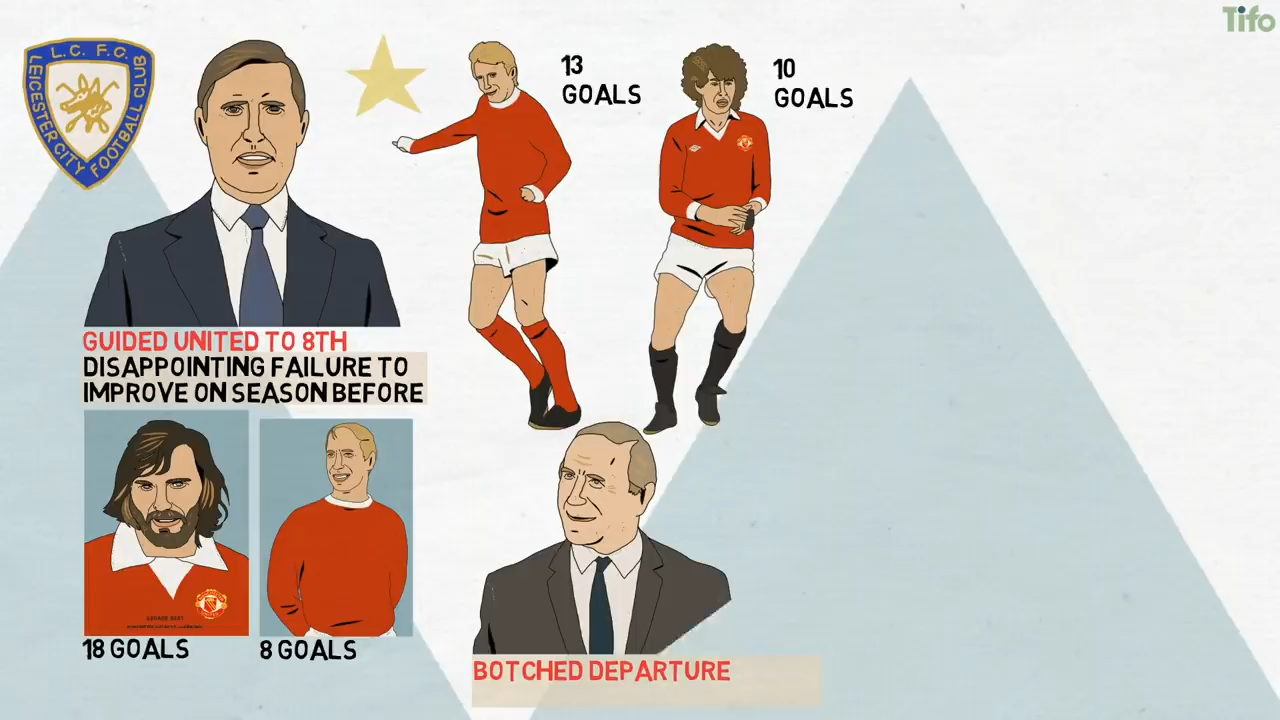 Tifo
L.C. F.C.
LEICESTER CITY FOOTBALL CLUB
13
GOALS
10
GOALS
GUIDED UNITED TO 8TH
DISAPPOINTING FAILURE TO
IMPROVE ON SEASON BEFORE
18 GOALS
8 GOALS
BOTCHED DEPARTURE